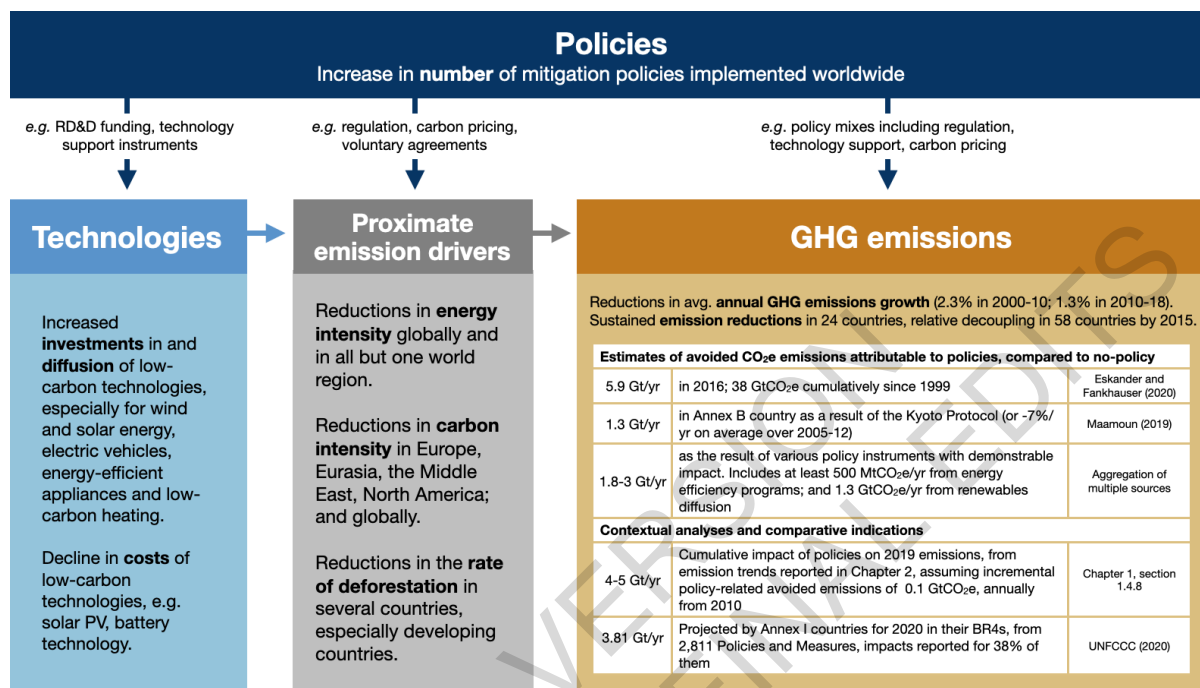 Policies
Increase in number of mitigation policies implemented worldwide
e.g. RD&D funding, technology
support instruments
e.g. regulation, carbon pricing,
voluntary agreements
e.g. policy mixes including regulation,
technology support, carbon pricing
Technologies
Increased
investments in and
diffusion of low-
carbon technologies,
especially for wind
and solar energy,
electric vehicles,
energy-efficient
appliances and low-
carbon heating.
Decline in costs of
low-carbon
technologies, e.g.
solar PV, battery
technology.
Proximate
emission drivers
Reductions in energy
intensity globally and
in all but one world
region.
Reductions in carbon
intensity in Europe,
Eurasia, the Middle
East, North America;
and globally.
Reductions in the rate
of deforestation in
several countries,
especially developing
countries.
GHG emissions
Reductions in avg. annual GHG emissions growth (2.3% in 2000-10; 1.3% in 2010-18).
Sustained emission reductions in 24 countries, relative decoupling in 58 countries by 2015.
Estimates of avoided CO₂e emissions attributable to policies, compared to no-policy
5.9 Gt/yr
in 2016; 38 GtCO₂e cumulatively since 1999
Eskander and
Fankhauser (2020)
1.3 Gt/yr
in Annex B country as a result of the Kyoto Protocol (or -7%/
yr on average over 2005-12)
Maamoun (2019)
1.8-3 Gt/yr
as the result of various policy instruments with demonstrable
impact. Includes at least 500 MtCO₂e/yr from energy
efficiency programs; and 1.3 GtCO₂e/yr from renewables
diffusion
Aggregation of
multiple sources
Contextual analyses and comparative indications
4-5 Gt/yr
Cumulative impact of policies on 2019 emissions, from
emission trends reported in Chapter 2, assuming incremental
policy-related avoided emissions of 0.1 GtCO₂e, annually
from 2010
Chapter 1, section
1.4.8
3.81 Gt/yr
Projected by Annex I countries for 2020 in their BR4s, from
2,811 Policies and Measures, impacts reported for 38% of
them
UNFCCC (2020)
VERSION
FINAL EDITS